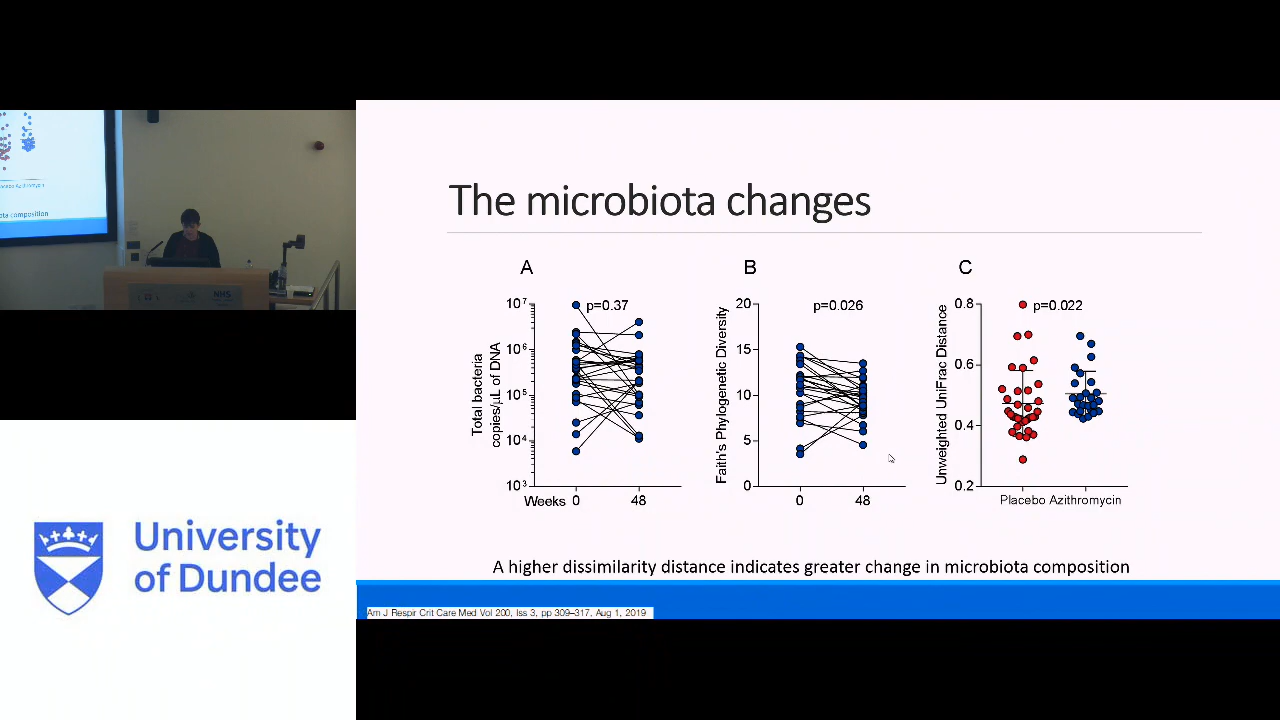 The microbiota changes
A
B
C
p=0.37
p=0.026
p=0.022
Total bacteria
copies/μL of DNA
10⁷
10⁶
10⁵
10⁴
10³
Weeks 0 48
Faith's Phylogenetic Diversity
20
15
10
5
0
0 48
Unweighted UniFrac Distance
0.8
0.6
0.4
0.2
Placebo Azithromycin
A higher dissimilarity distance indicates greater change in microbiota composition
Am J Respir Crit Care Med Vol 200, Iss 3, pp 309–317, Aug 1, 2019
Azithromycin
composition
NHS
University
of Dundee